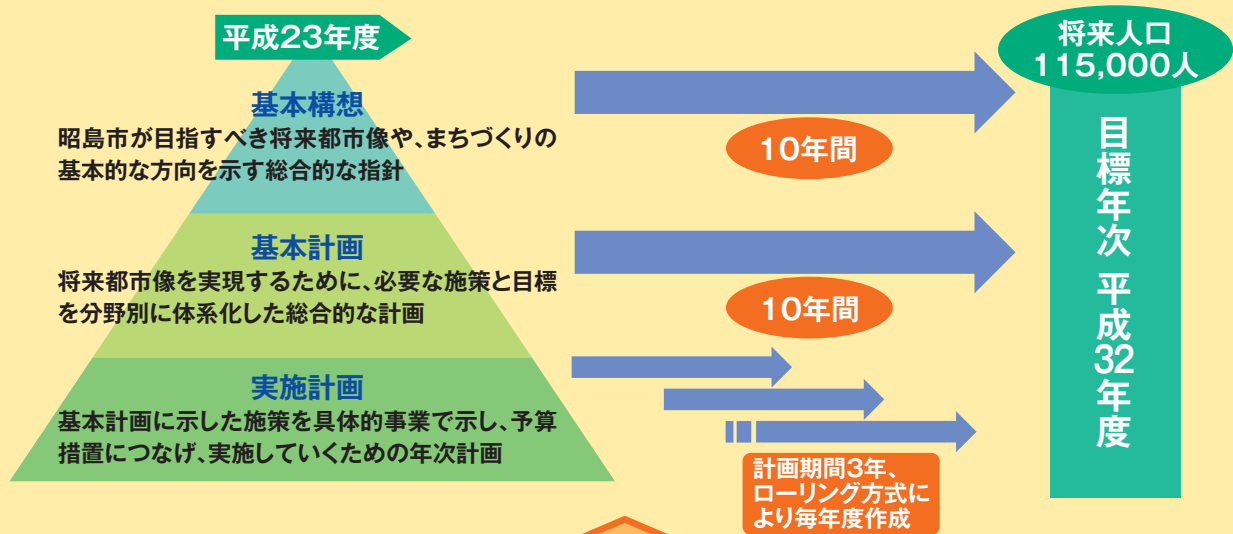 平成23年度
基本構想
昭島市が目指すべき将来都市像や、まちづくりの
基本的な方向を示す総合的な指針
基本計画
将来都市像を実現するために、必要な施策と目標
を分野別に体系化した総合的な計画
実施計画
基本計画に示した施策を具体的事業で示し、予算
措置につなげ、実施していくための年次計画
10年間
10年間
計画期間3年、
ローリング方式に
より毎年度作成
将来人口
115,000人
目標年次 平成32年度